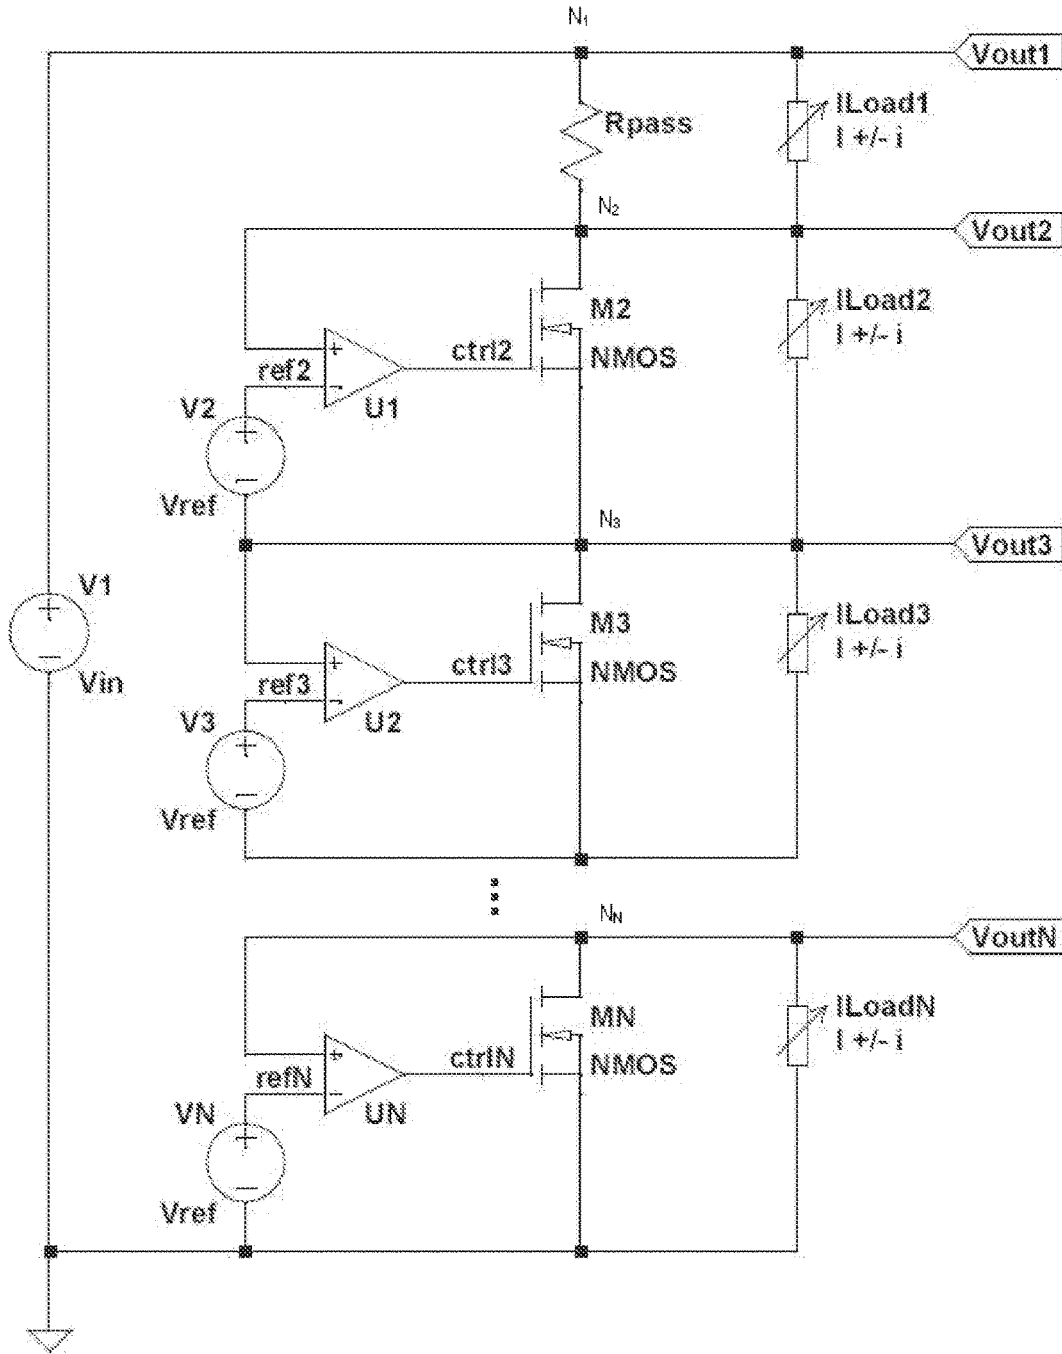 N₁
Vout1
Rpass
ILoad1
I +/- i
N₂
Vout2
M2
NMOS
ILoad2
I +/- i
ctrl2
ref2
+
-
U1
V2
+
-
Vref
N₃
Vout3
V1
+
-
Vin
M3
NMOS
ILoad3
I +/- i
ctrl3
ref3
+
-
U2
V3
+
-
Vref
N_N
VoutN
MN
NMOS
ILoadN
I +/- i
ctrlN
refN
+
-
UN
VN
+
-
Vref